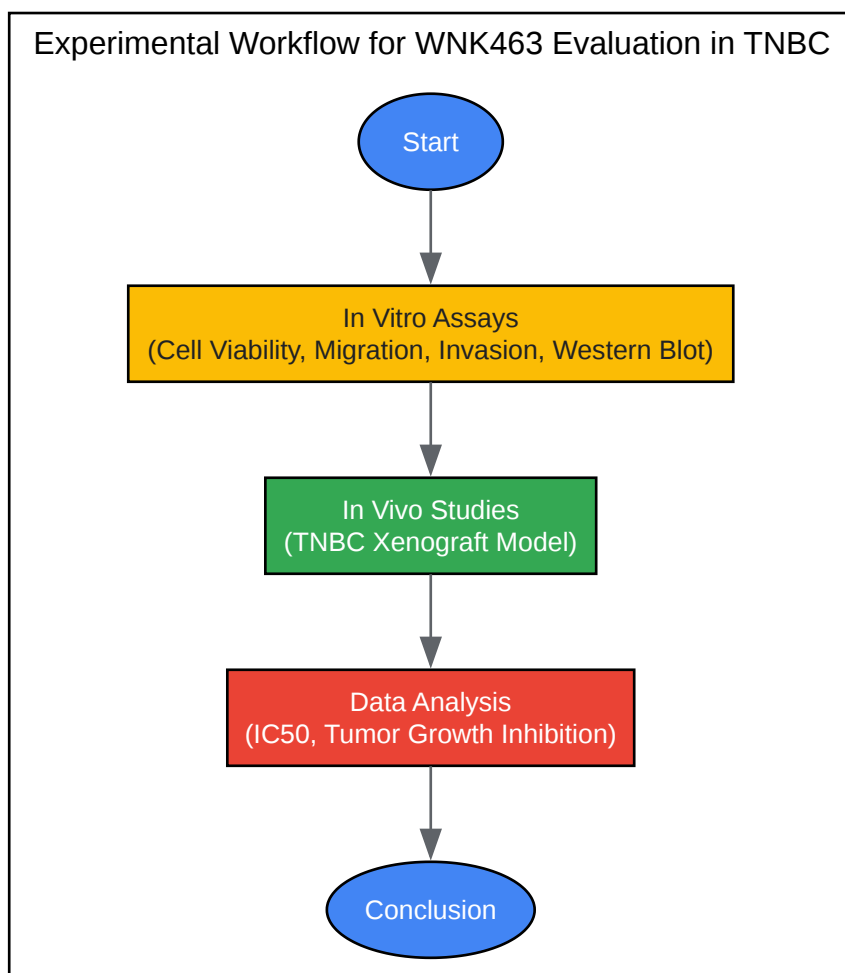 Experimental Workflow for WNK463 Evaluation in TNBC
Start
In Vitro Assays
(Cell Viability, Migration, Invasion, Western Blot)
In Vivo Studies
(TNBC Xenograft Model)
Data Analysis
(IC50, Tumor Growth Inhibition)
Conclusion